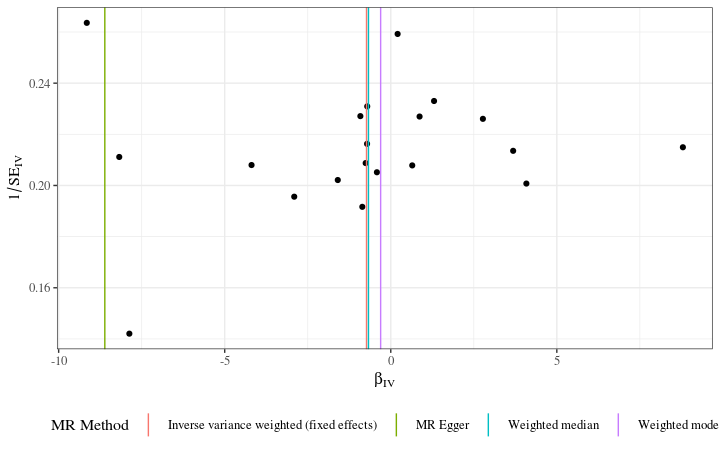 0.24
0.20
0.16
1/SE_IV
-10
-5
0
5
β_IV
MR Method
Inverse variance weighted (fixed effects)
MR Egger
Weighted median
Weighted mode